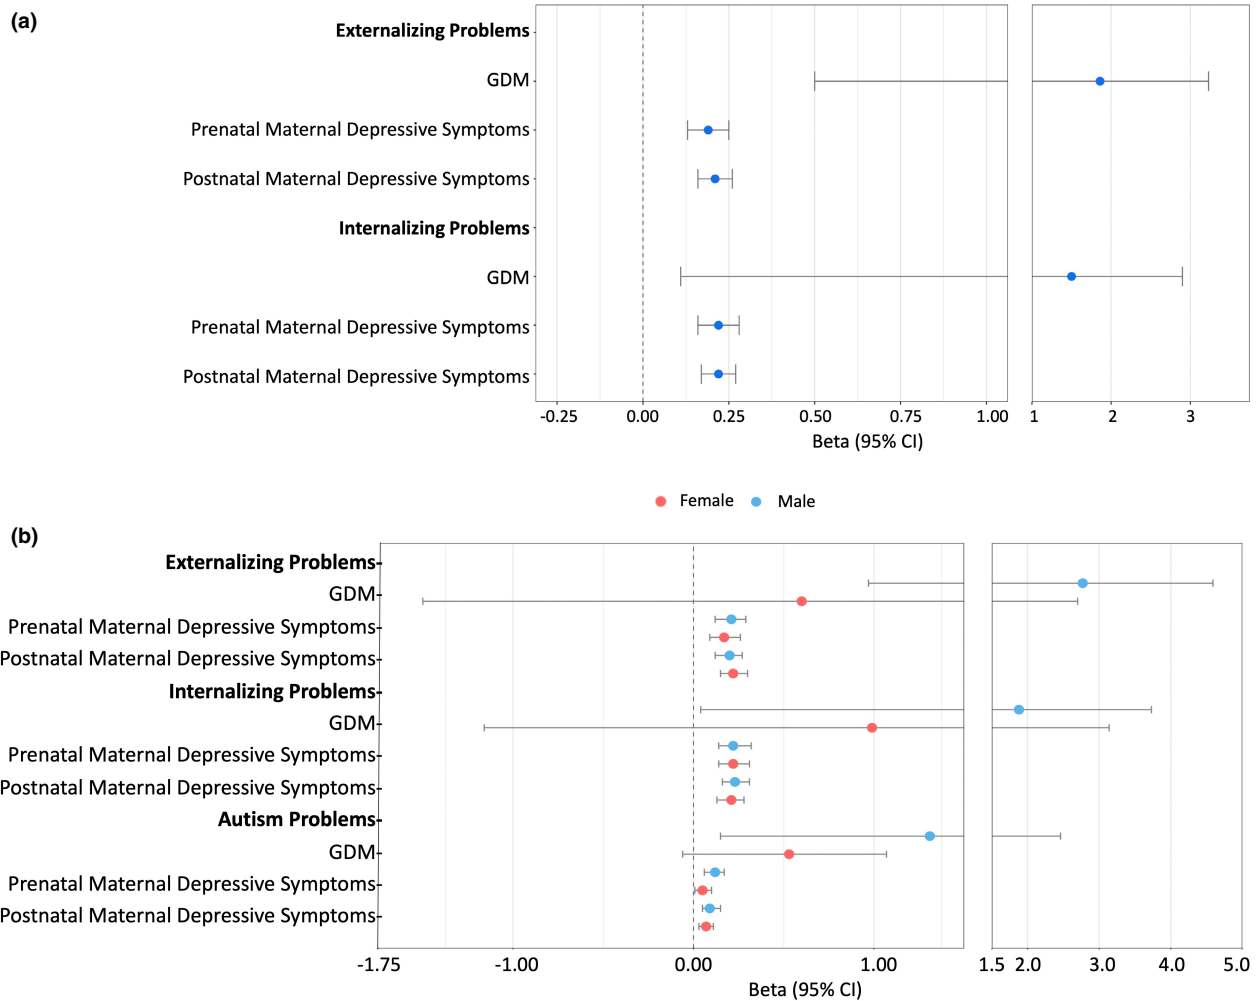 (a)
Externalizing Problems
GDM
Prenatal Maternal Depressive Symptoms
Postnatal Maternal Depressive Symptoms
Internalizing Problems
GDM
Prenatal Maternal Depressive Symptoms
Postnatal Maternal Depressive Symptoms
-0.25 0.00 0.25 0.50 0.75 1.00 1 2 3
Beta (95% CI)
Female Male
(b)
Externalizing Problems
GDM
Prenatal Maternal Depressive Symptoms
Postnatal Maternal Depressive Symptoms
Internalizing Problems
GDM
Prenatal Maternal Depressive Symptoms
Postnatal Maternal Depressive Symptoms
Autism Problems
GDM
Prenatal Maternal Depressive Symptoms
Postnatal Maternal Depressive Symptoms
-1.75 -1.00 0.00 1.00 1.5 2.0 3.0 4.0 5.0
Beta (95% CI)